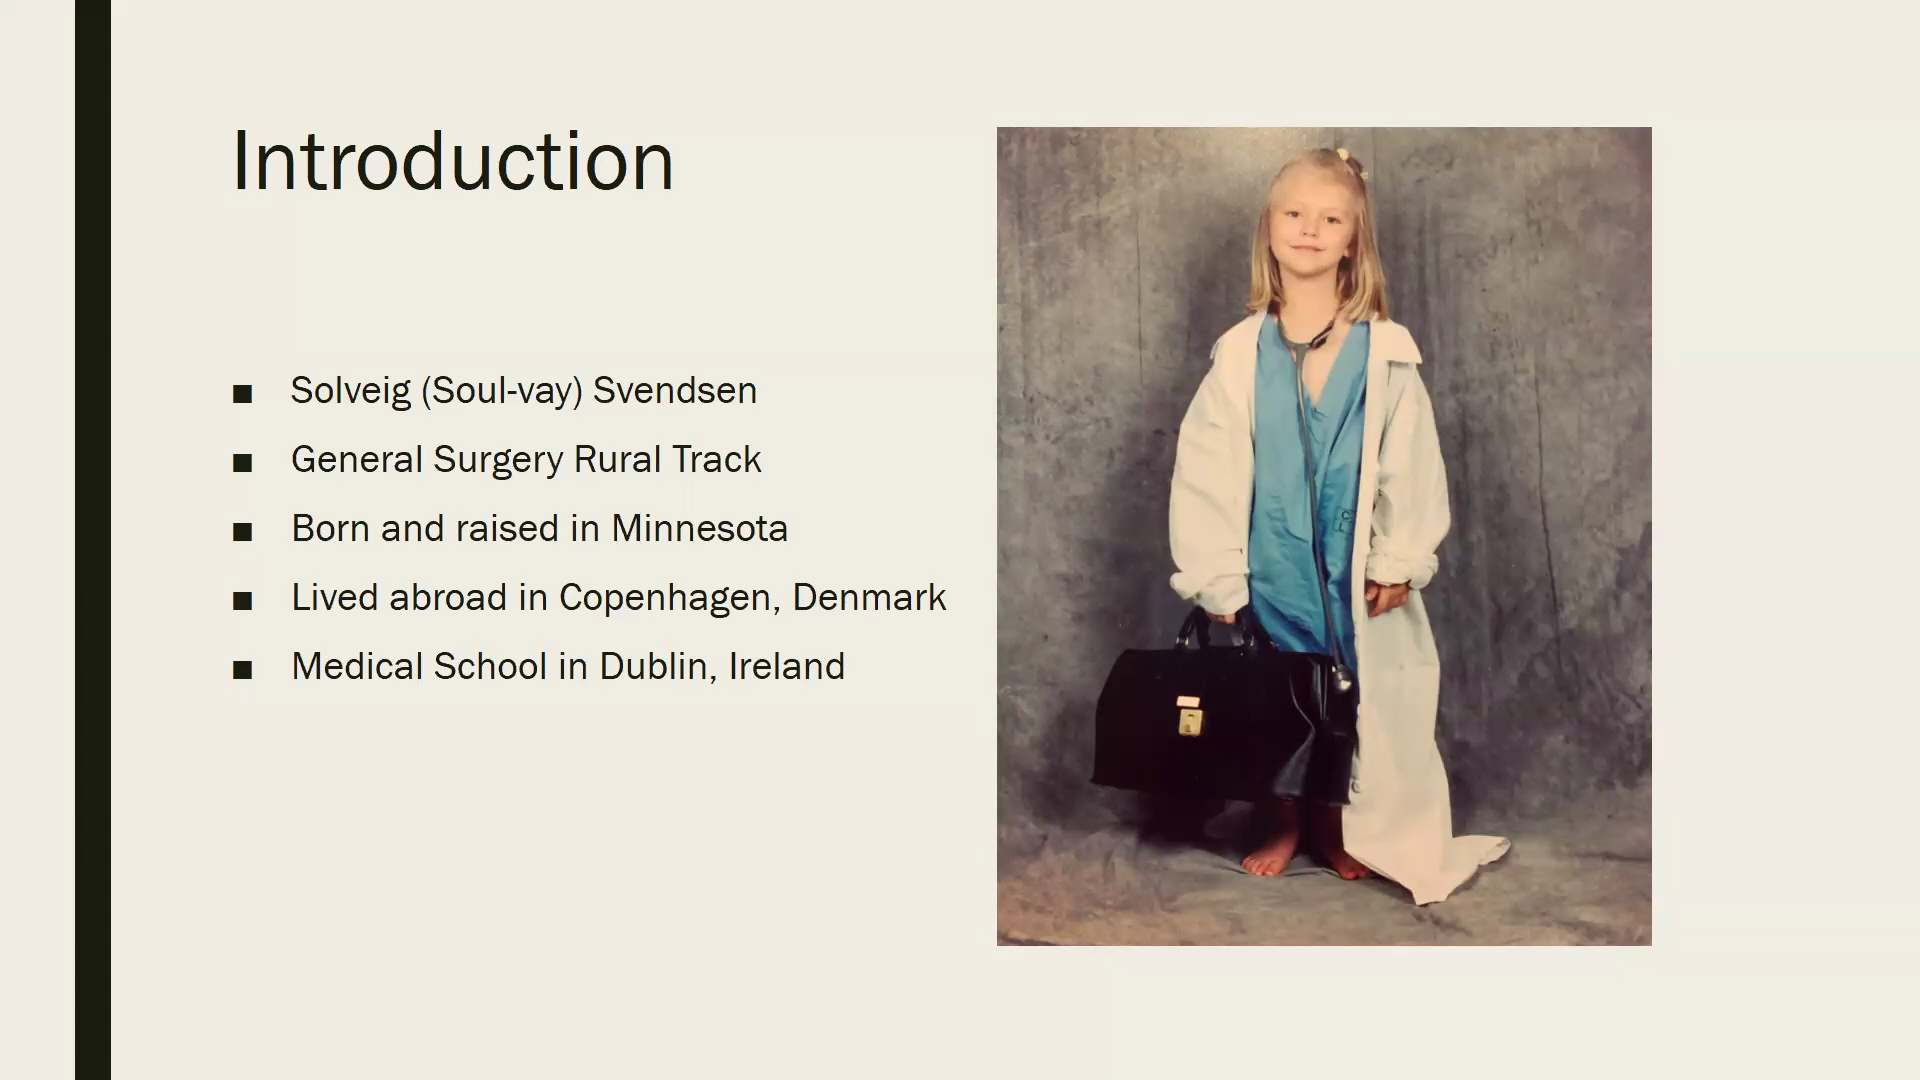 Introduction
Solveig (Soul-vay) Svendsen
General Surgery Rural Track
Born and raised in Minnesota
Lived abroad in Copenhagen, Denmark
Medical School in Dublin, Ireland